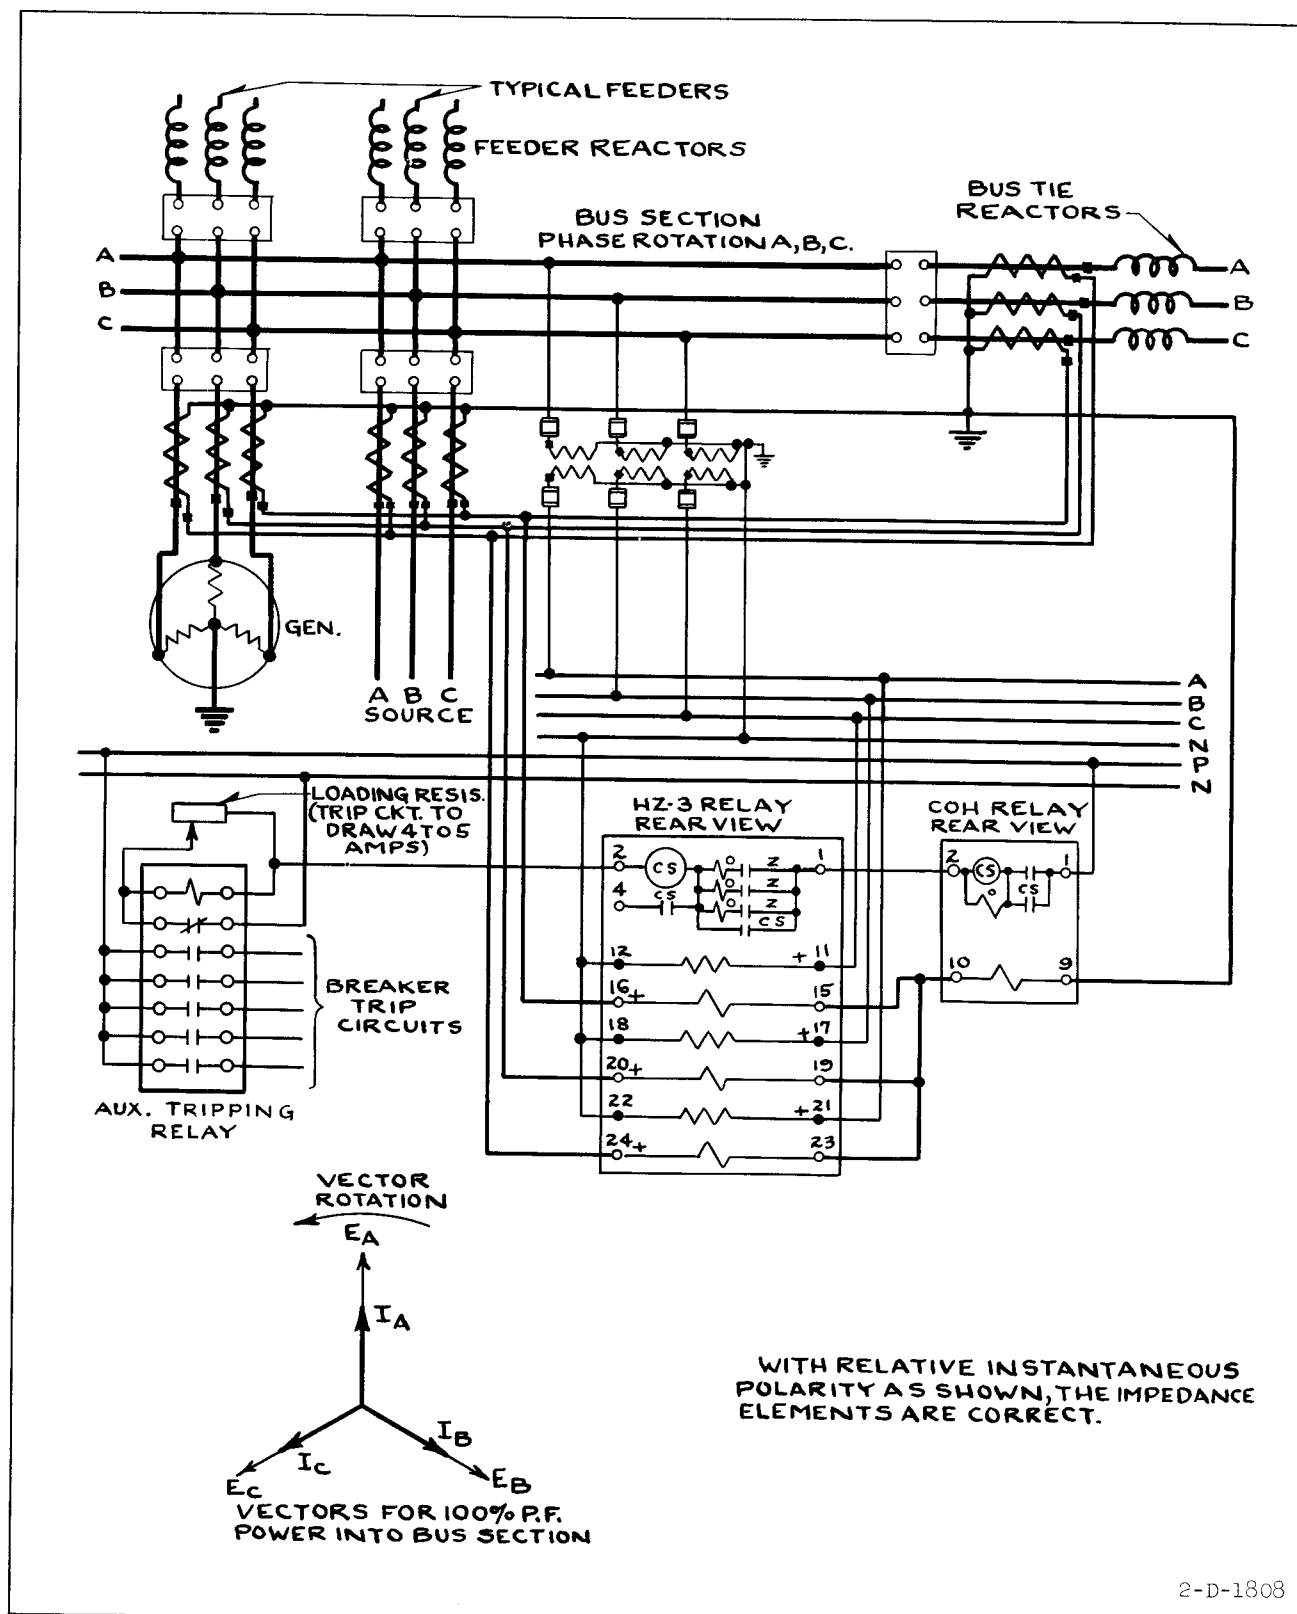 TYPICAL FEEDERS
FEEDER REACTORS
BUS TIE
REACTORS
BUS SECTION
PHASE ROTATION A, B, C.
A
B
C
A
B
C
GEN.
A B C
SOURCE
A
B
C
N
P
N
LOADING RESIS.
(TRIP CKT. TO
DRAW 4 TO 5
AMPS)
HZ-3 RELAY
REAR VIEW
COH RELAY
REAR VIEW
2
CS
O
Z
1
4
CS
O
Z
O
Z
CS
2
CS
1
O
CS
12
+ 11
10
9
16 +
15
18
+ 17
20 +
19
22
+ 21
24 +
23
BREAKER
TRIP
CIRCUITS
AUX. TRIPPING
RELAY
VECTOR
ROTATION
EA
IA
IB
IC
EC
EB
VECTORS FOR 100% P.F.
POWER INTO BUS SECTION
WITH RELATIVE INSTANTANEOUS
POLARITY AS SHOWN, THE IMPEDANCE
ELEMENTS ARE CORRECT.
2-D-1808